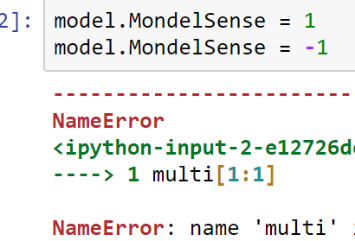 2]:
model.MondelSense = 1
model.MondelSense = -1
-------------------------
NameError
<ipython-input-2-e12726d
----> 1 multi[1:1]
NameError: name 'multi'